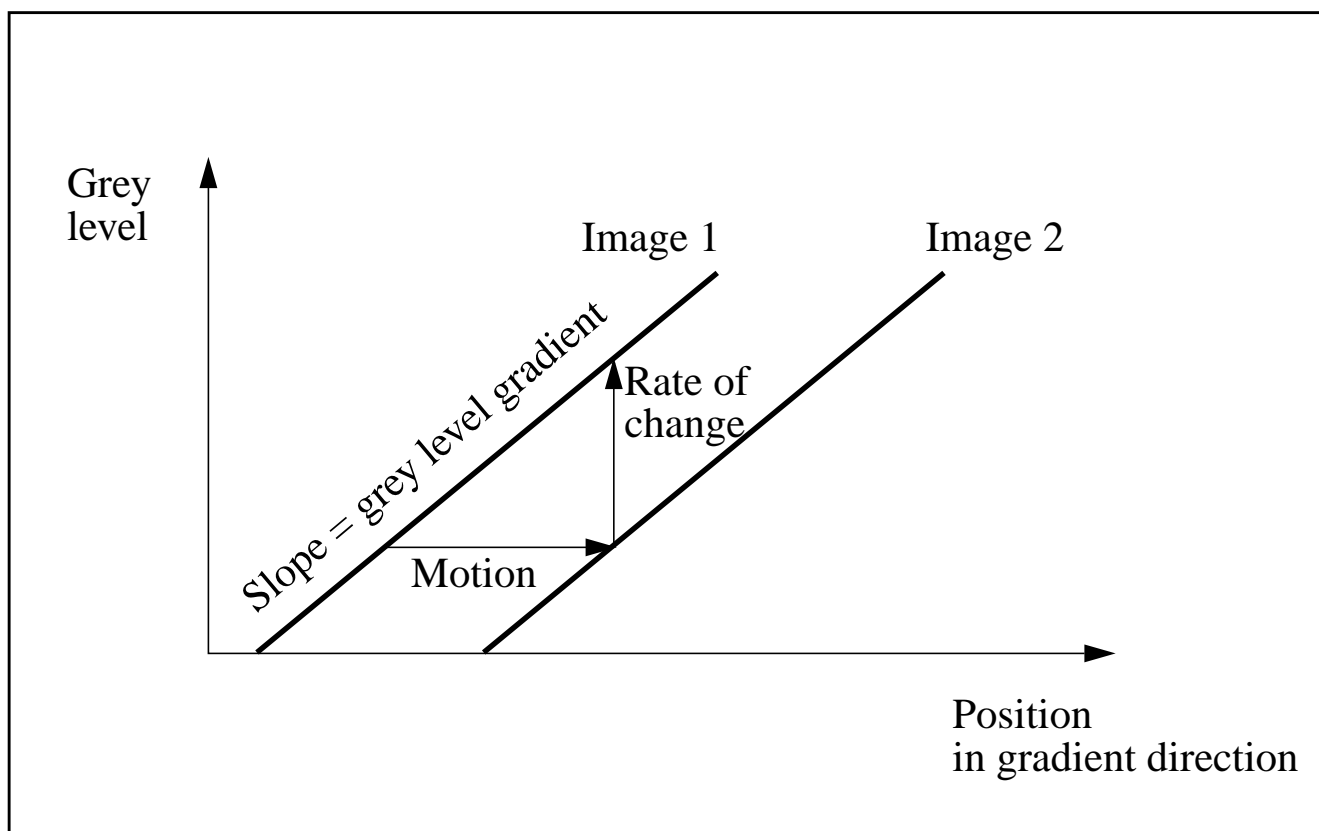 Grey
level
Image 1
Image 2
Slope = grey level gradient
Rate of
change
Motion
Position
in gradient direction